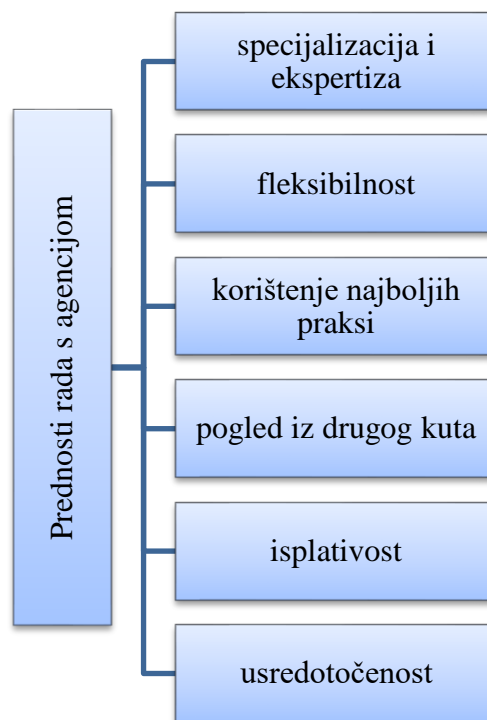 Prednosti rada s agencijom
specijalizacija i
ekspertiza
fleksibilnost
korištenje najboljih
praksi
pogled iz drugog kuta
isplativost
usredotočenost